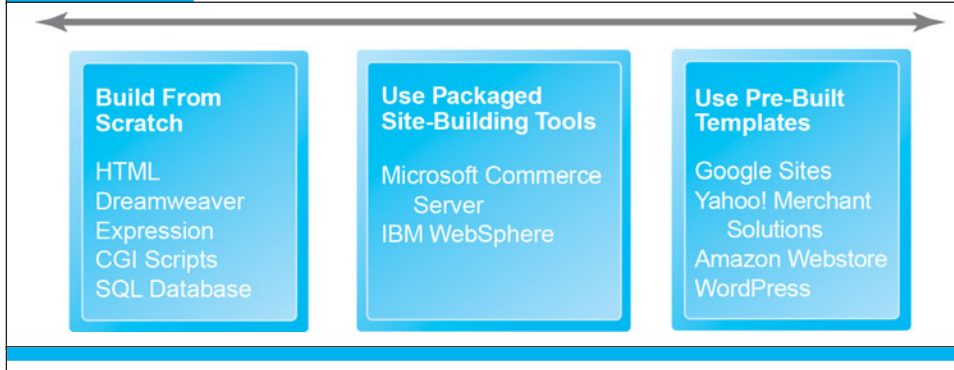 Build From
Scratch
HTML
Dreamweaver
Expression
CGI Scripts
SQL Database
Use Packaged
Site-Building Tools
Microsoft Commerce
Server
IBM WebSphere
Use Pre-Built
Templates
Google Sites
Yahoo! Merchant
Solutions
Amazon Webstore
WordPress